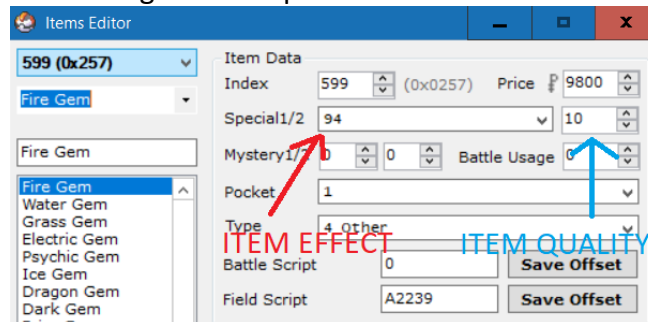 Items Editor
599 (0x257)
Fire Gem
Fire Gem
Fire Gem
Water Gem
Grass Gem
Electric Gem
Psychic Gem
Ice Gem
Dragon Gem
Dark Gem
Item Data
Index 599 (0x0257) Price 9800
Special1/2 94 10
Mystery1/2 0 0 Battle Usage 0
Pocket 1
Type 4 Other
ITEM EFFECT ITEM QUALITY
Battle Script 0 Save Offset
Field Script A2239 Save Offset